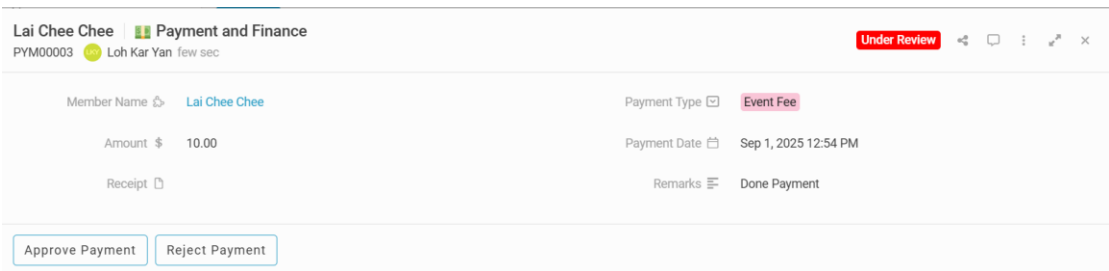 Lai Chee Chee Payment and Finance
PYM00003 LKY Loh Kar Yan few sec
Under Review
Member Name Lai Chee Chee
Payment Type Event Fee
Amount $ 10.00
Payment Date Sep 1, 2025 12:54 PM
Receipt
Remarks Done Payment
Approve Payment Reject Payment